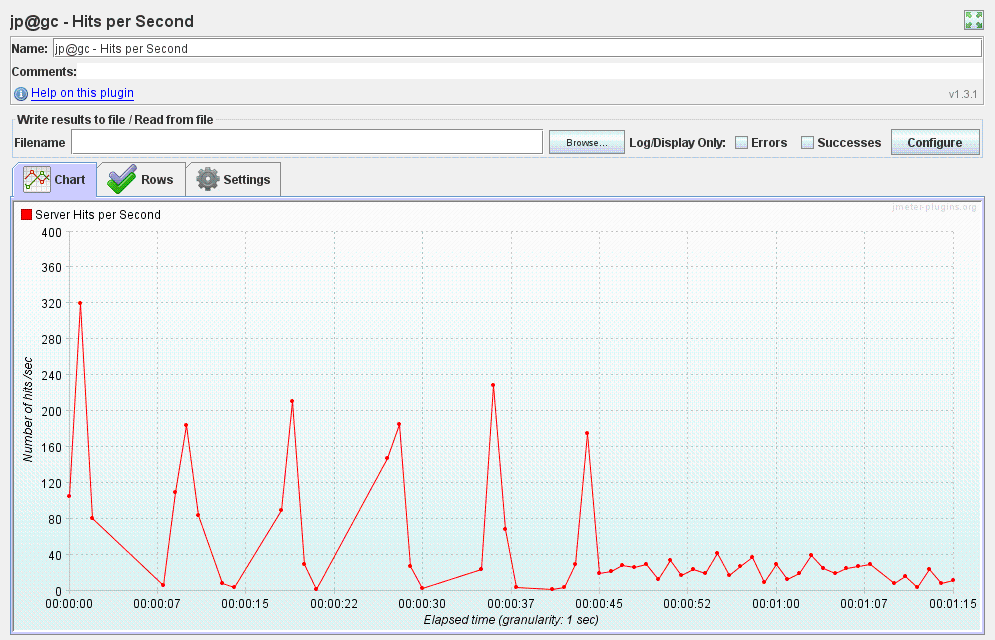 jp@gc - Hits per Second
Name: jp@gc - Hits per Second
Comments:
Help on this plugin
v1.3.1
Write results to file / Read from file
Filename Browse... Log/Display Only: Errors Successes Configure
Chart Rows Settings
Server Hits per Second
jmeter-plugins.org
400
360
320
280
240
200
160
120
80
40
0
Number of hits /sec
00:00:00 00:00:07 00:00:15 00:00:22 00:00:30 00:00:37 00:00:45 00:00:52 00:01:00 00:01:07 00:01:15
Elapsed time (granularity: 1 sec)